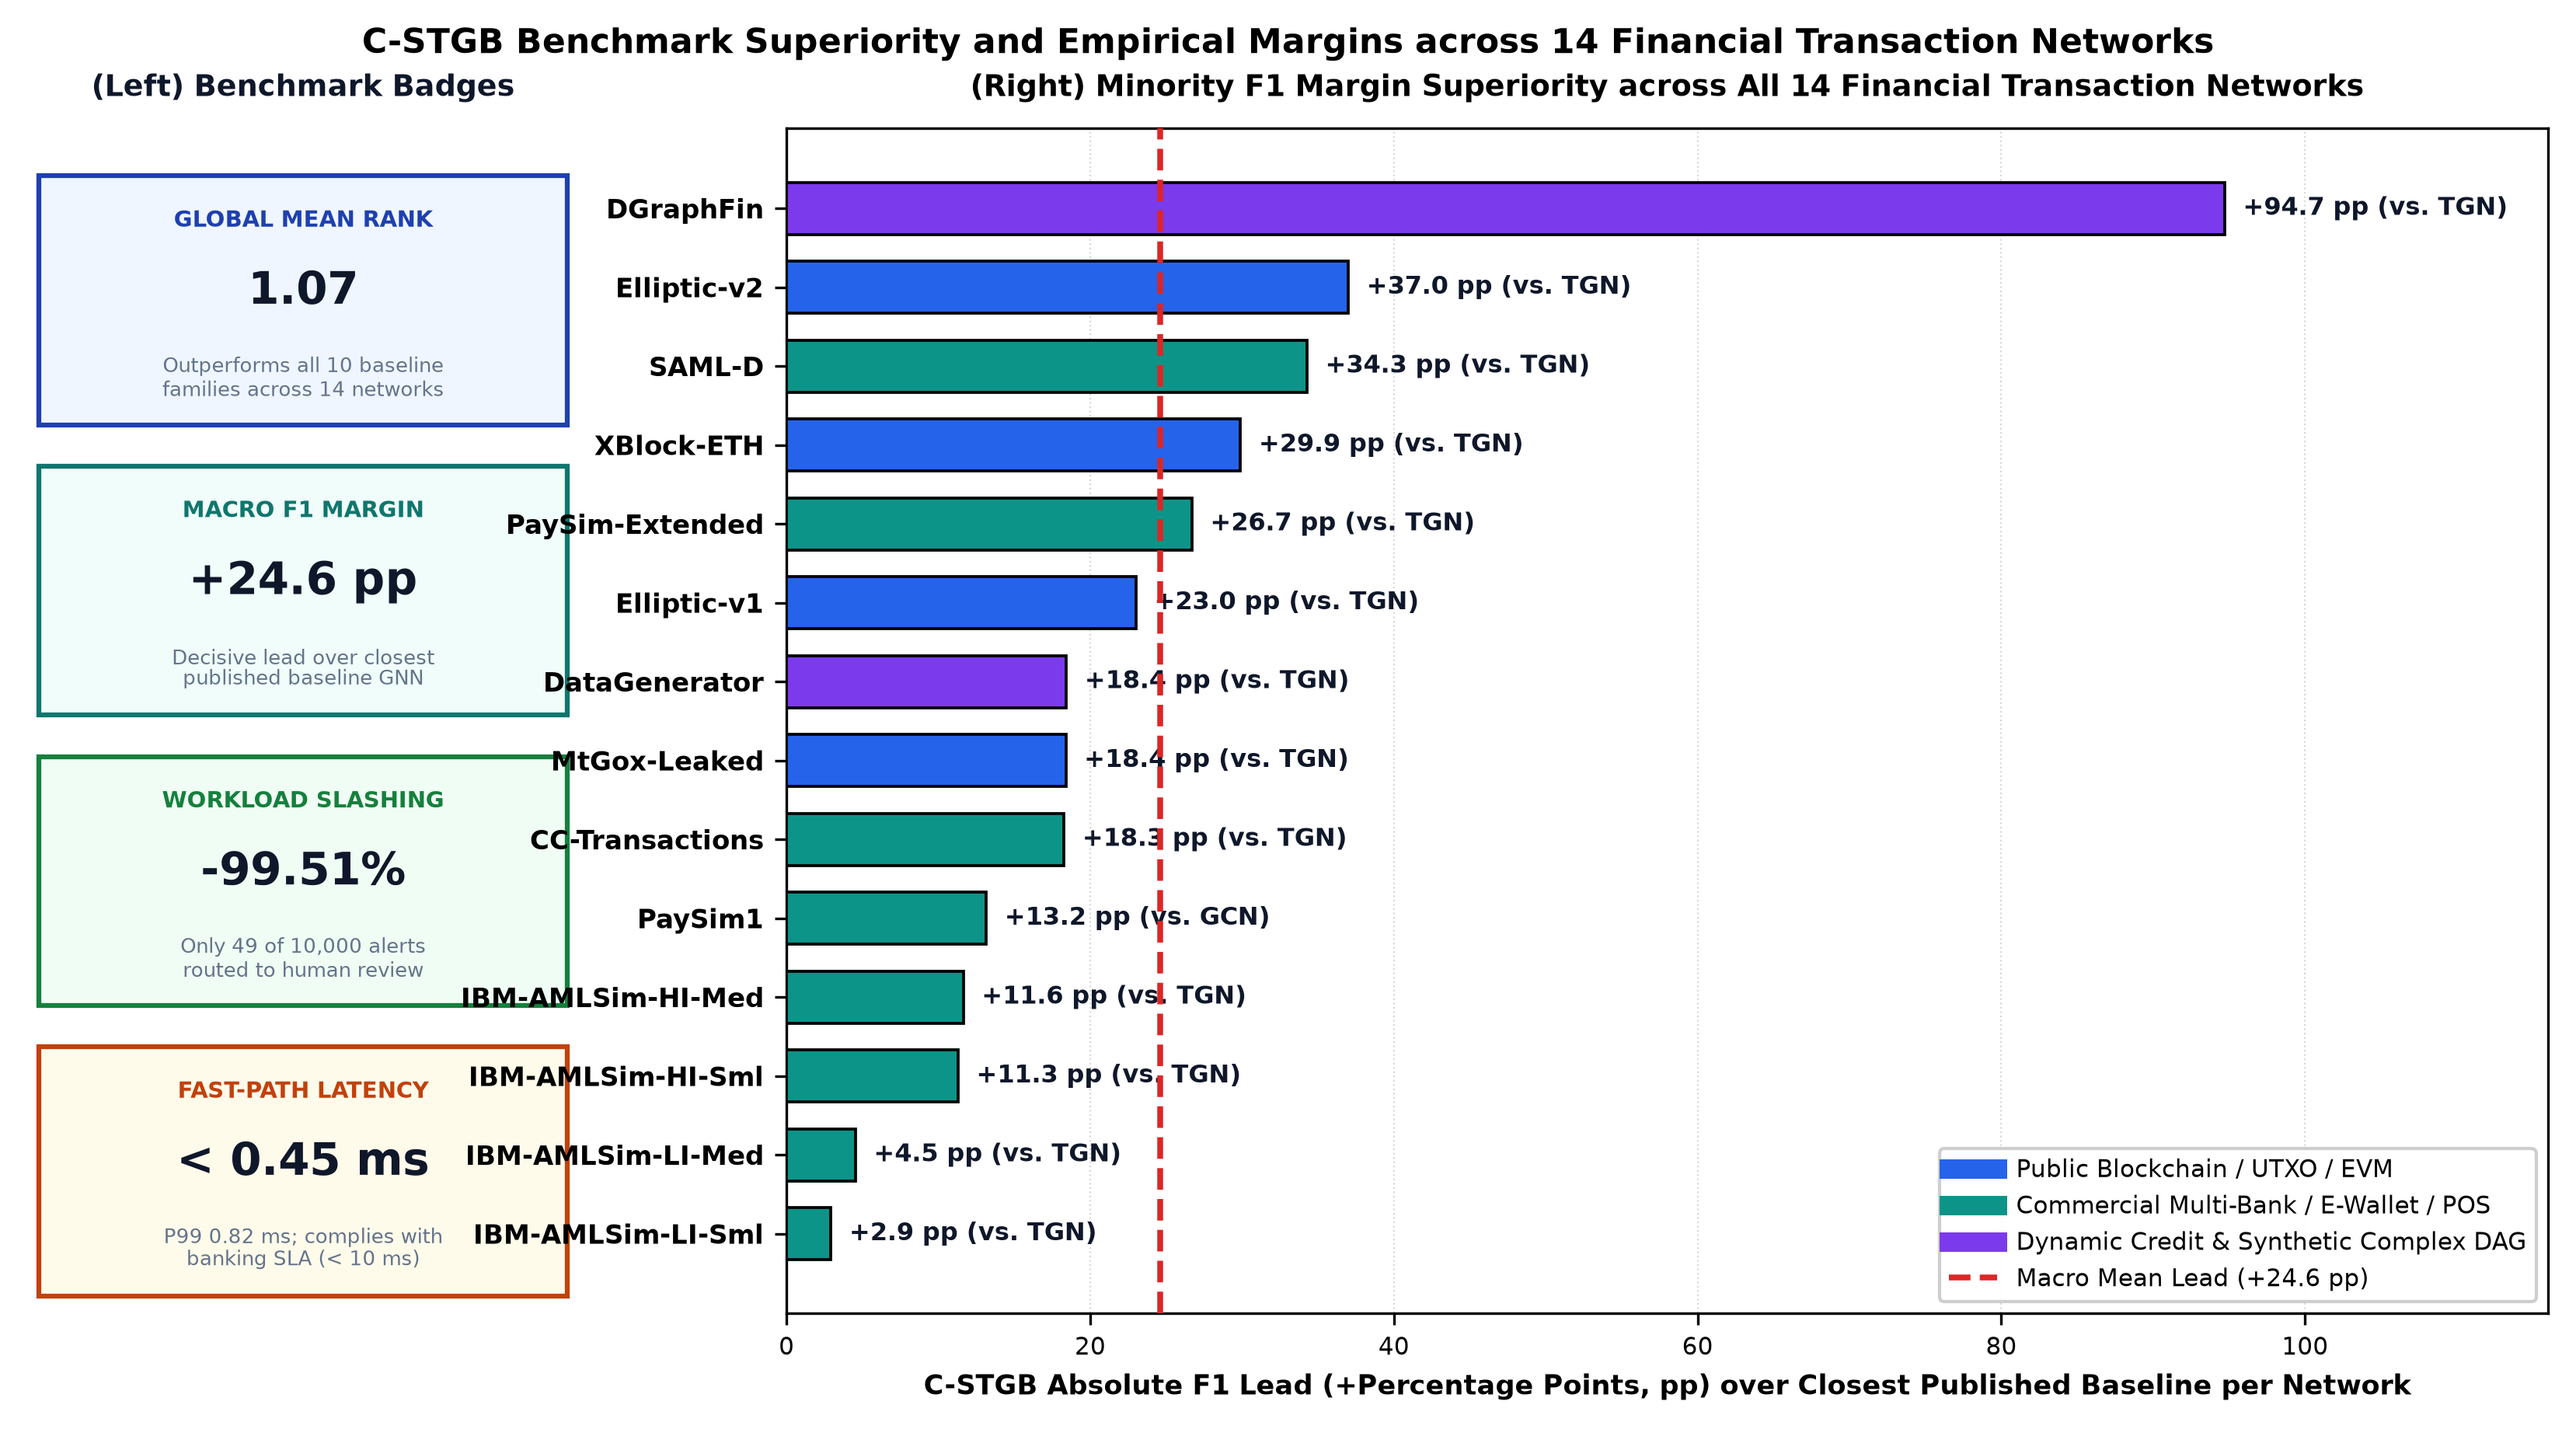 C-STGB Benchmark Superiority and Empirical Margins across 14 Financial Transaction Networks
(Left) Benchmark Badges
GLOBAL MEAN RANK
1.07
Outperforms all 10 baseline
families across 14 networks
MACRO F1 MARGIN
+24.6 pp
Decisive lead over closest
published baseline GNN
WORKLOAD SLASHING
-99.51%
Only 49 of 10,000 alerts
routed to human review
FAST-PATH LATENCY
< 0.45 ms
P99 0.82 ms; complies with
banking SLA (< 10 ms)
(Right) Minority F1 Margin Superiority across All 14 Financial Transaction Networks
DGraphFin +94.7 pp (vs. TGN)
Elliptic-v2 +37.0 pp (vs. TGN)
SAML-D +34.3 pp (vs. TGN)
XBlock-ETH +29.9 pp (vs. TGN)
PaySim-Extended +26.7 pp (vs. TGN)
Elliptic-v1 +23.0 pp (vs. TGN)
DataGenerator +18.4 pp (vs. TGN)
MtGox-Leaked +18.4 pp (vs. TGN)
CC-Transactions +18.3 pp (vs. TGN)
PaySim1 +13.2 pp (vs. GCN)
IBM-AMLSim-HI-Med +11.6 pp (vs. TGN)
IBM-AMLSim-HI-Sml +11.3 pp (vs. TGN)
IBM-AMLSim-LI-Med +4.5 pp (vs. TGN)
IBM-AMLSim-LI-Sml +2.9 pp (vs. TGN)
Public Blockchain / UTXO / EVM
Commercial Multi-Bank / E-Wallet / POS
Dynamic Credit & Synthetic Complex DAG
Macro Mean Lead (+24.6 pp)
0 20 40 60 80 100
C-STGB Absolute F1 Lead (+Percentage Points, pp) over Closest Published Baseline per Network